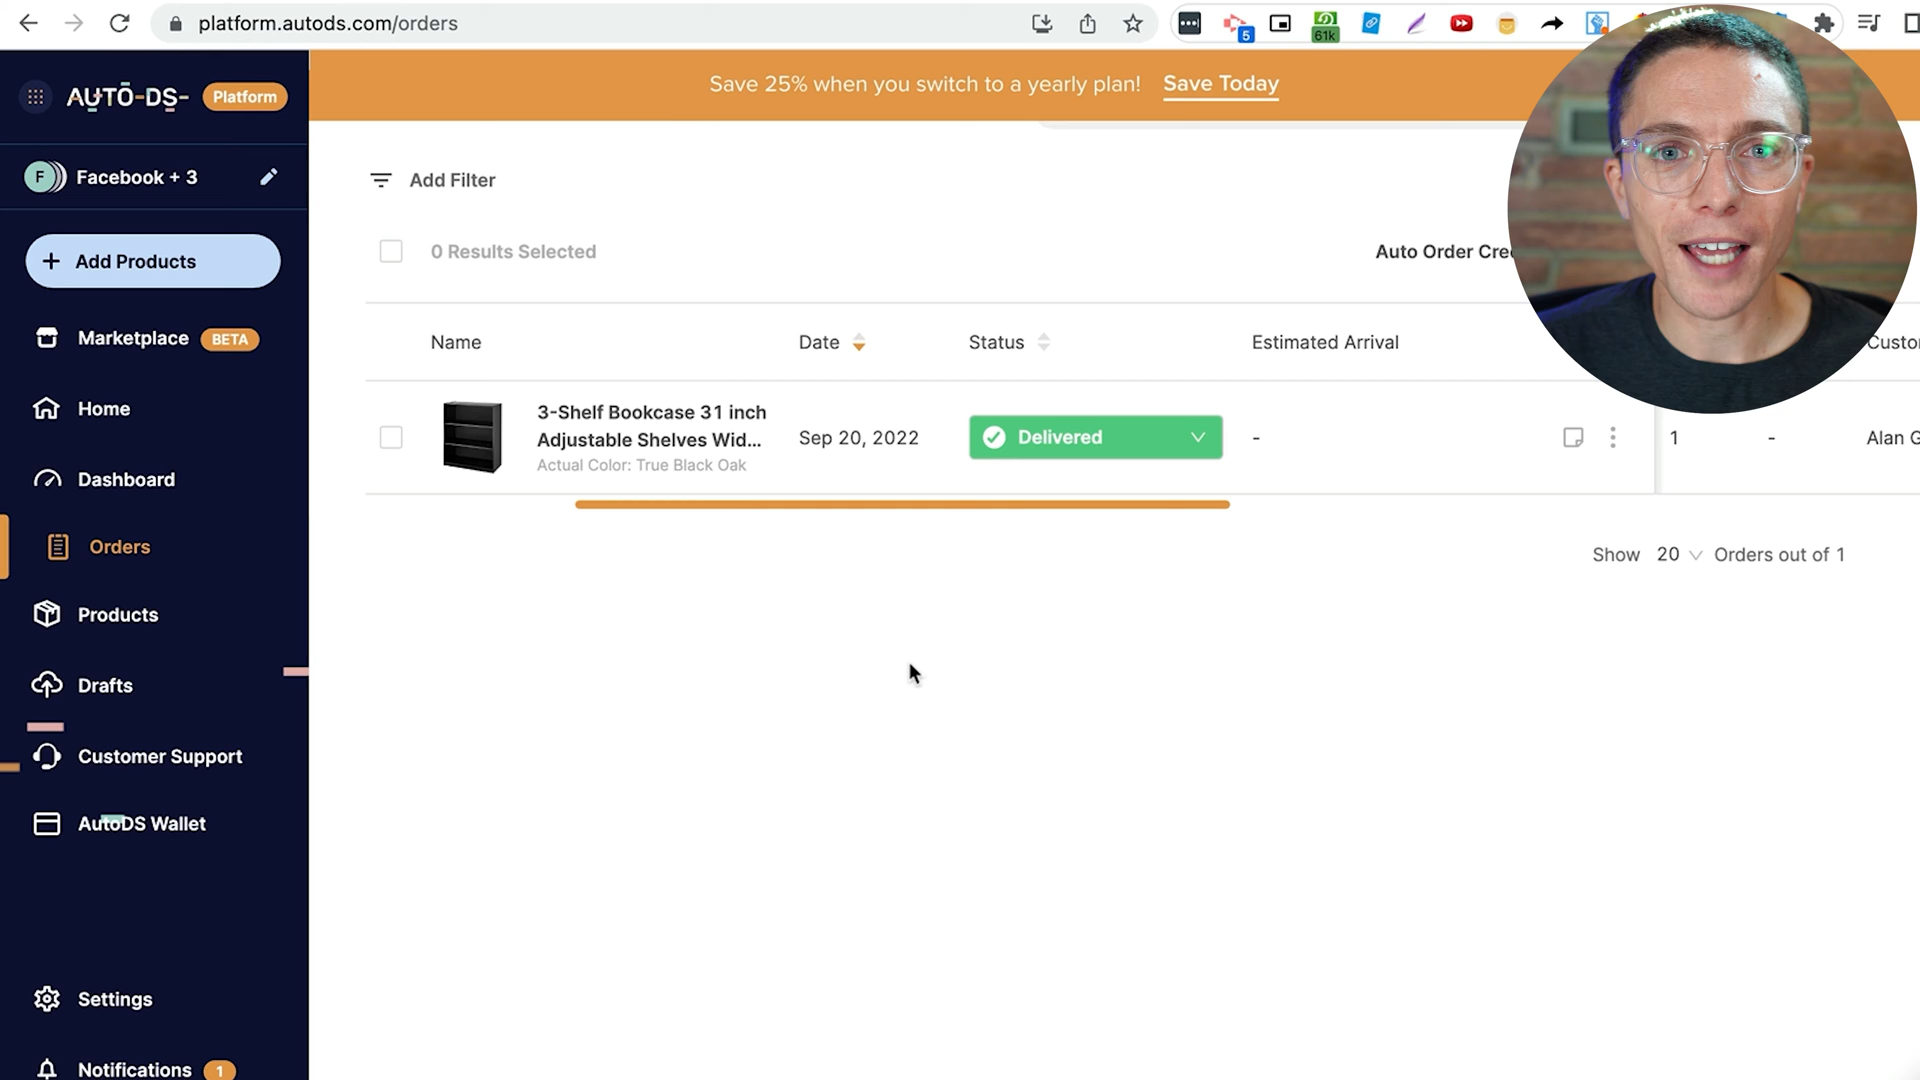 platform.autods.com/orders
5
61k
AUTO-DS-
Platform
Save 25% when you switch to a yearly plan! Save Today
F
Facebook + 3
Add Filter
+ Add Products
0 Results Selected
Auto Order Cre
Marketplace BETA
Name
Date
Status
Estimated Arrival
Custo
Home
3-Shelf Bookcase 31 inch
Adjustable Shelves Wid...
Actual Color: True Black Oak
Sep 20, 2022
Delivered
-
1
-
Alan G
Dashboard
Orders
Show 20 Orders out of 1
Products
Drafts
Customer Support
AutoDS Wallet
Settings
Notifications 1